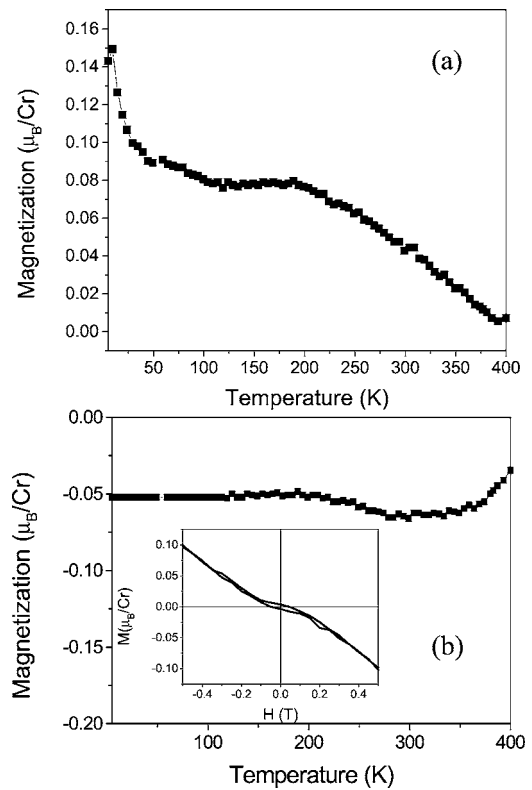 0.16
0.14
0.12
0.10
0.08
0.06
0.04
0.02
0.00
Magnetization (μB/Cr)
(a)
50 100 150 200 250 300 350 400
Temperature (K)
0.00
-0.05
-0.10
-0.15
-0.20
Magnetization (μB/Cr)
0.10
0.05
0.00
-0.05
-0.10
M(μB/Cr)
-0.4 -0.2 0.0 0.2 0.4
H (T)
(b)
100 200 300 400
Temperature (K)